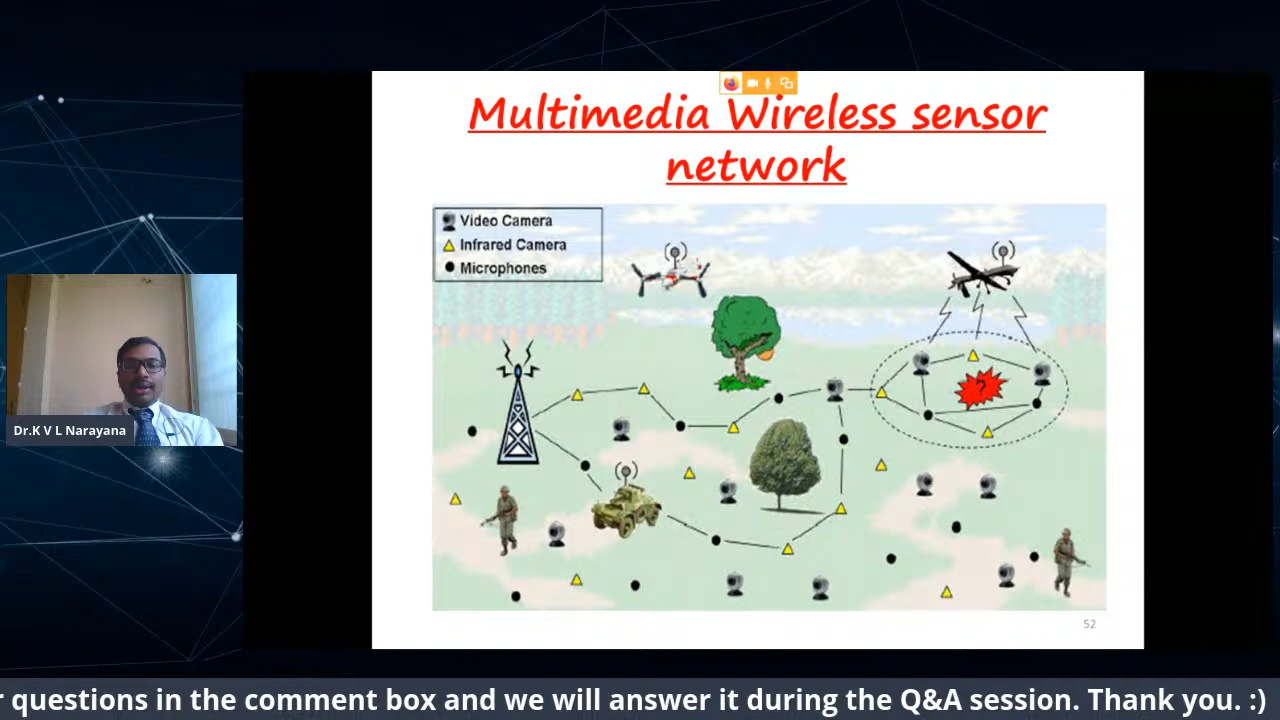 Multimedia Wireless sensor
network
Video Camera
Infrared Camera
Microphones
?
Dr.K V L Narayana
52
r questions in the comment box and we will answer it during the Q&A session. Thank you. :)